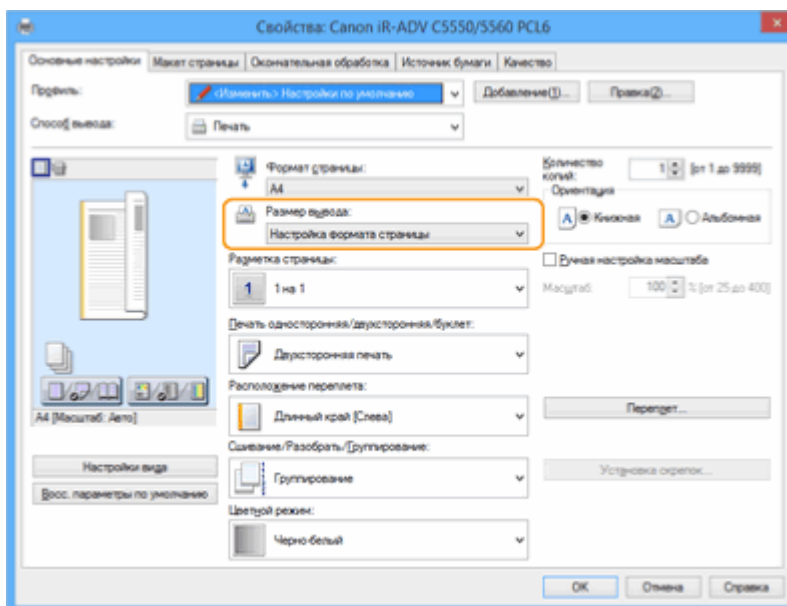 Свойства: Canon iR-ADV C5550/5560 PCL6
Основные настройки Макет страницы Окончательная обработка Источник бумаги Качество
Профиль: <Изменить> Настройки по умолчанию Добавление(1)... Правка(2)...
Способ вывода: Печать
Формат страницы:
A4
Размер вывода:
Настройка формата страницы
Количество копий: 1 [от 1 до 9999]
Ориентация
A Книжная A Альбомная
Разметка страницы:
1 1 на 1
Ручная настройка масштаба
Масштаб: 100 % [от 25 до 400]
Печать односторонняя/двухсторонняя/буклет:
Двухсторонняя печать
Расположение переплета:
Длинный край [Слева]
Переплет...
A4 [Масштаб: Авто]
Сшивание/Разобрать/Группирование:
Группирование
Установка скрепок...
Настройки вида
Восс. параметры по умолчанию
Цветной режим:
Черно белый
OK Отмена Справка